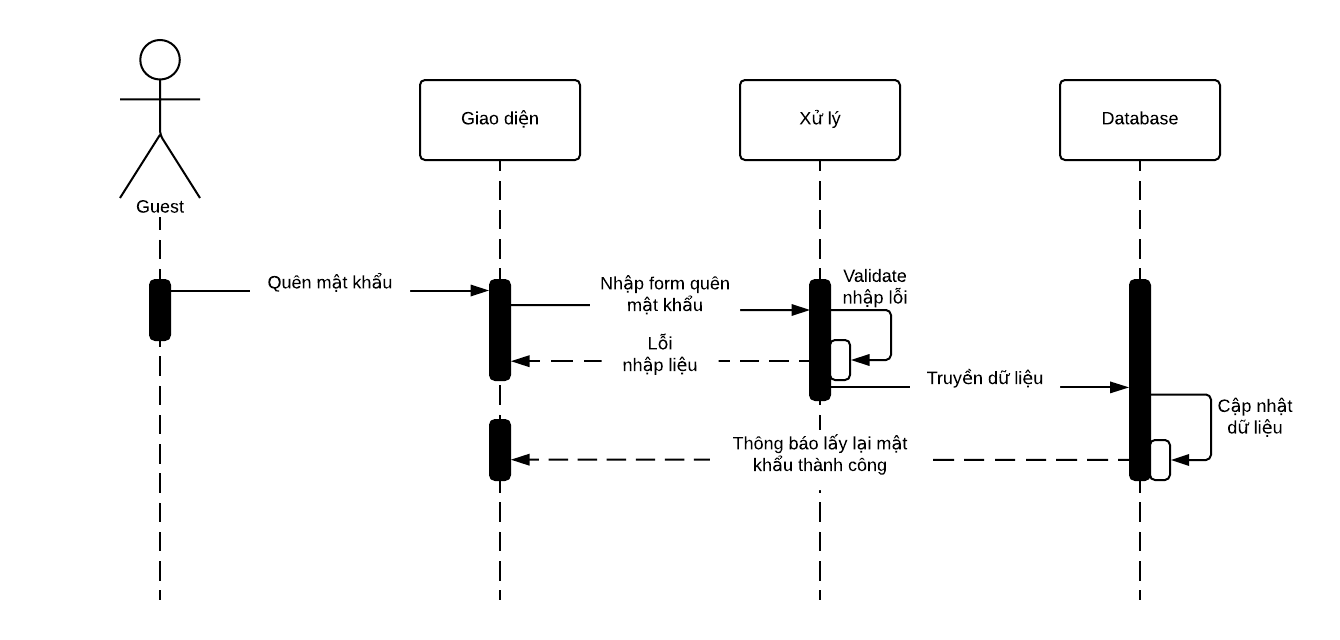 Guest
Giao diện
Xử lý
Database
Quên mật khẩu
Nhập form quên
mật khẩu
Validate
nhập lỗi
Lỗi
nhập liệu
Truyền dữ liệu
Cập nhật
dữ liệu
Thông báo lấy lại mật
khẩu thành công